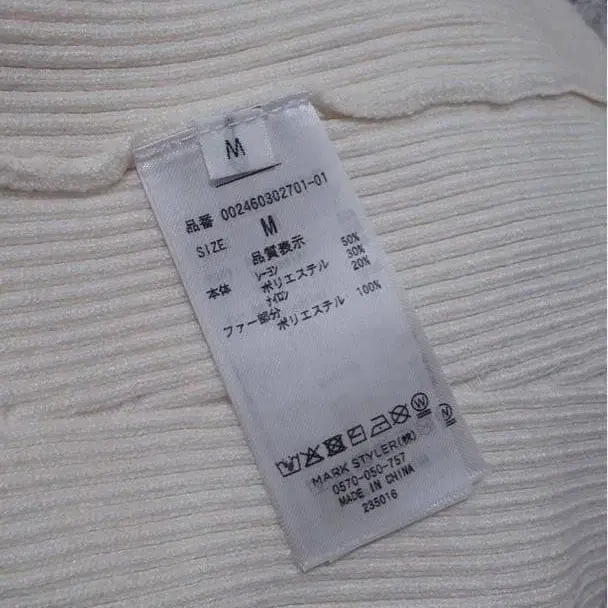 M
品番 002460302701-01
SIZE M
品質表示
本体 レーヨン 50%
ポリエステル 30%
ナイロン 20%
ファー部分
ポリエステル 100%
W
N
MARK STYLER(株)
0570-050-757
MADE IN CHINA
235016